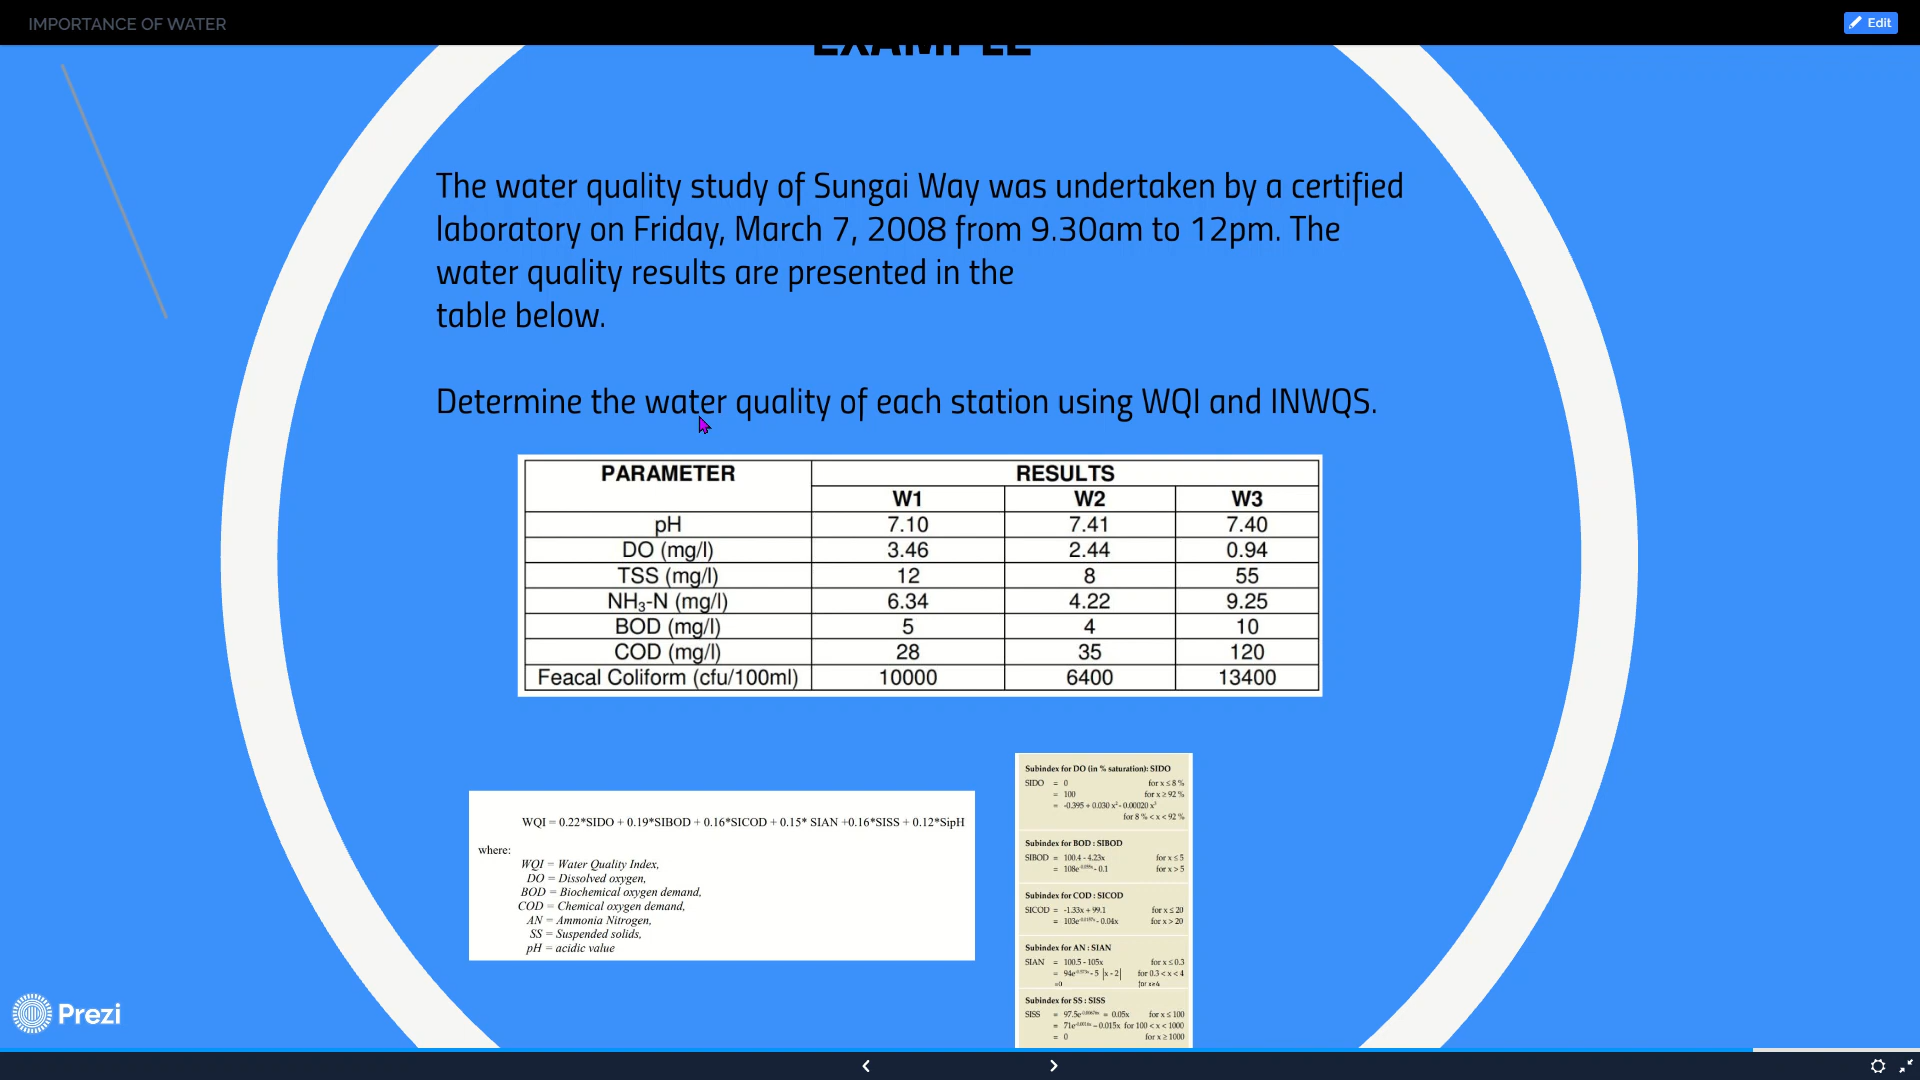 IMPORTANCE OF WATER
Edit
EXAMPLE
The water quality study of Sungai Way was undertaken by a certified
laboratory on Friday, March 7, 2008 from 9.30am to 12pm. The
water quality results are presented in the
table below.
Determine the water quality of each station using WQI and INWQS.
PARAMETER RESULTS
W1 W2 W3
pH 7.10 7.41 7.40
DO (mg/l) 3.46 2.44 0.94
TSS (mg/l) 12 8 55
NH₃-N (mg/l) 6.34 4.22 9.25
BOD (mg/l) 5 4 10
COD (mg/l) 28 35 120
Feacal Coliform (cfu/100ml) 10000 6400 13400
WQI = 0.22*SIDO + 0.19*SIBOD + 0.16*SICOD + 0.15* SIAN +0.16*SISS + 0.12*SipH
where:
WQI = Water Quality Index,
DO = Dissolved oxygen,
BOD = Biochemical oxygen demand,
COD = Chemical oxygen demand,
AN = Ammonia Nitrogen,
SS = Suspended solids,
pH = acidic value
Subindex for DO (in % saturation): SIDO
SIDO = 0 for x ≤ 8 %
= 100 for x ≥ 92 %
= -0.395 + 0.030 x² - 0.00020 x³
for 8 % < x < 92 %
Subindex for BOD : SIBOD
SIBOD = 100.4 - 4.23x for x ≤ 5
= 108e - 0.1 for x > 5
Subindex for COD : SICOD
SICOD = -1.33x + 99.1 for x ≤ 20
= 103e - 0.04x for x > 20
Subindex for AN : SIAN
SIAN = 100.5 - 105x for x ≤ 0.3
= 94e - 5 |x - 2| for 0.3 < x < 4
=0
Subindex for SS : SISS
SISS = 97.5e = 0.05x for x ≤ 100
= 71e - 0.015x for 100 < x < 1000
= 0 for x ≥ 1000
Prezi